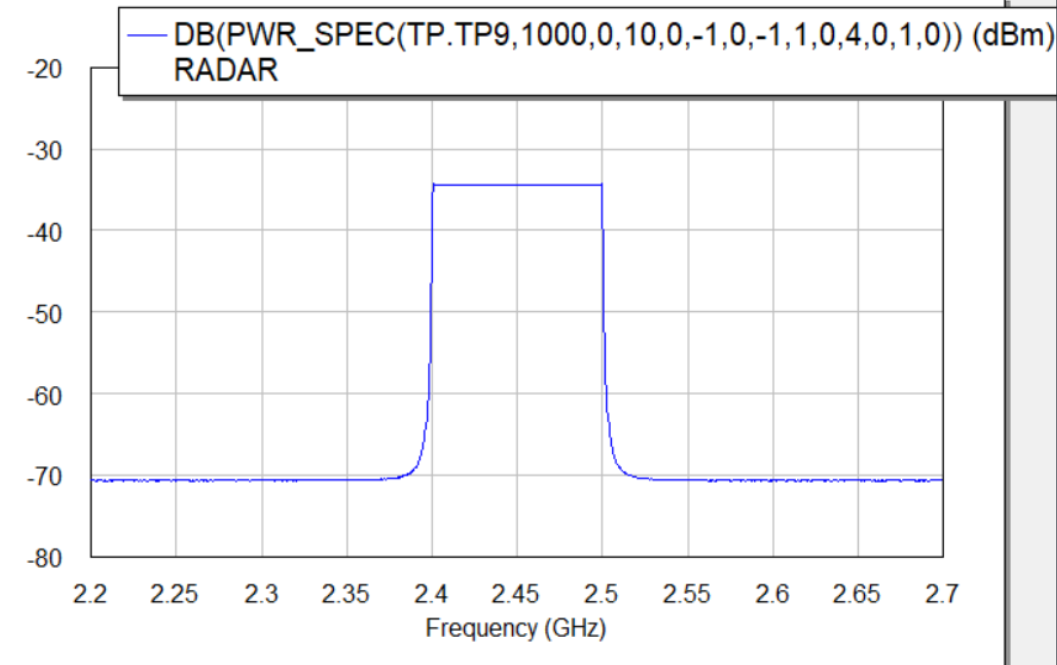 DB(PWR_SPEC(TP.TP9,1000,0,10,0,-1,0,-1,1,0,4,0,1,0)) (dBm)
RADAR
-20
-30
-40
-50
-60
-70
-80
2.2 2.25 2.3 2.35 2.4 2.45 2.5 2.55 2.6 2.65 2.7
Frequency (GHz)